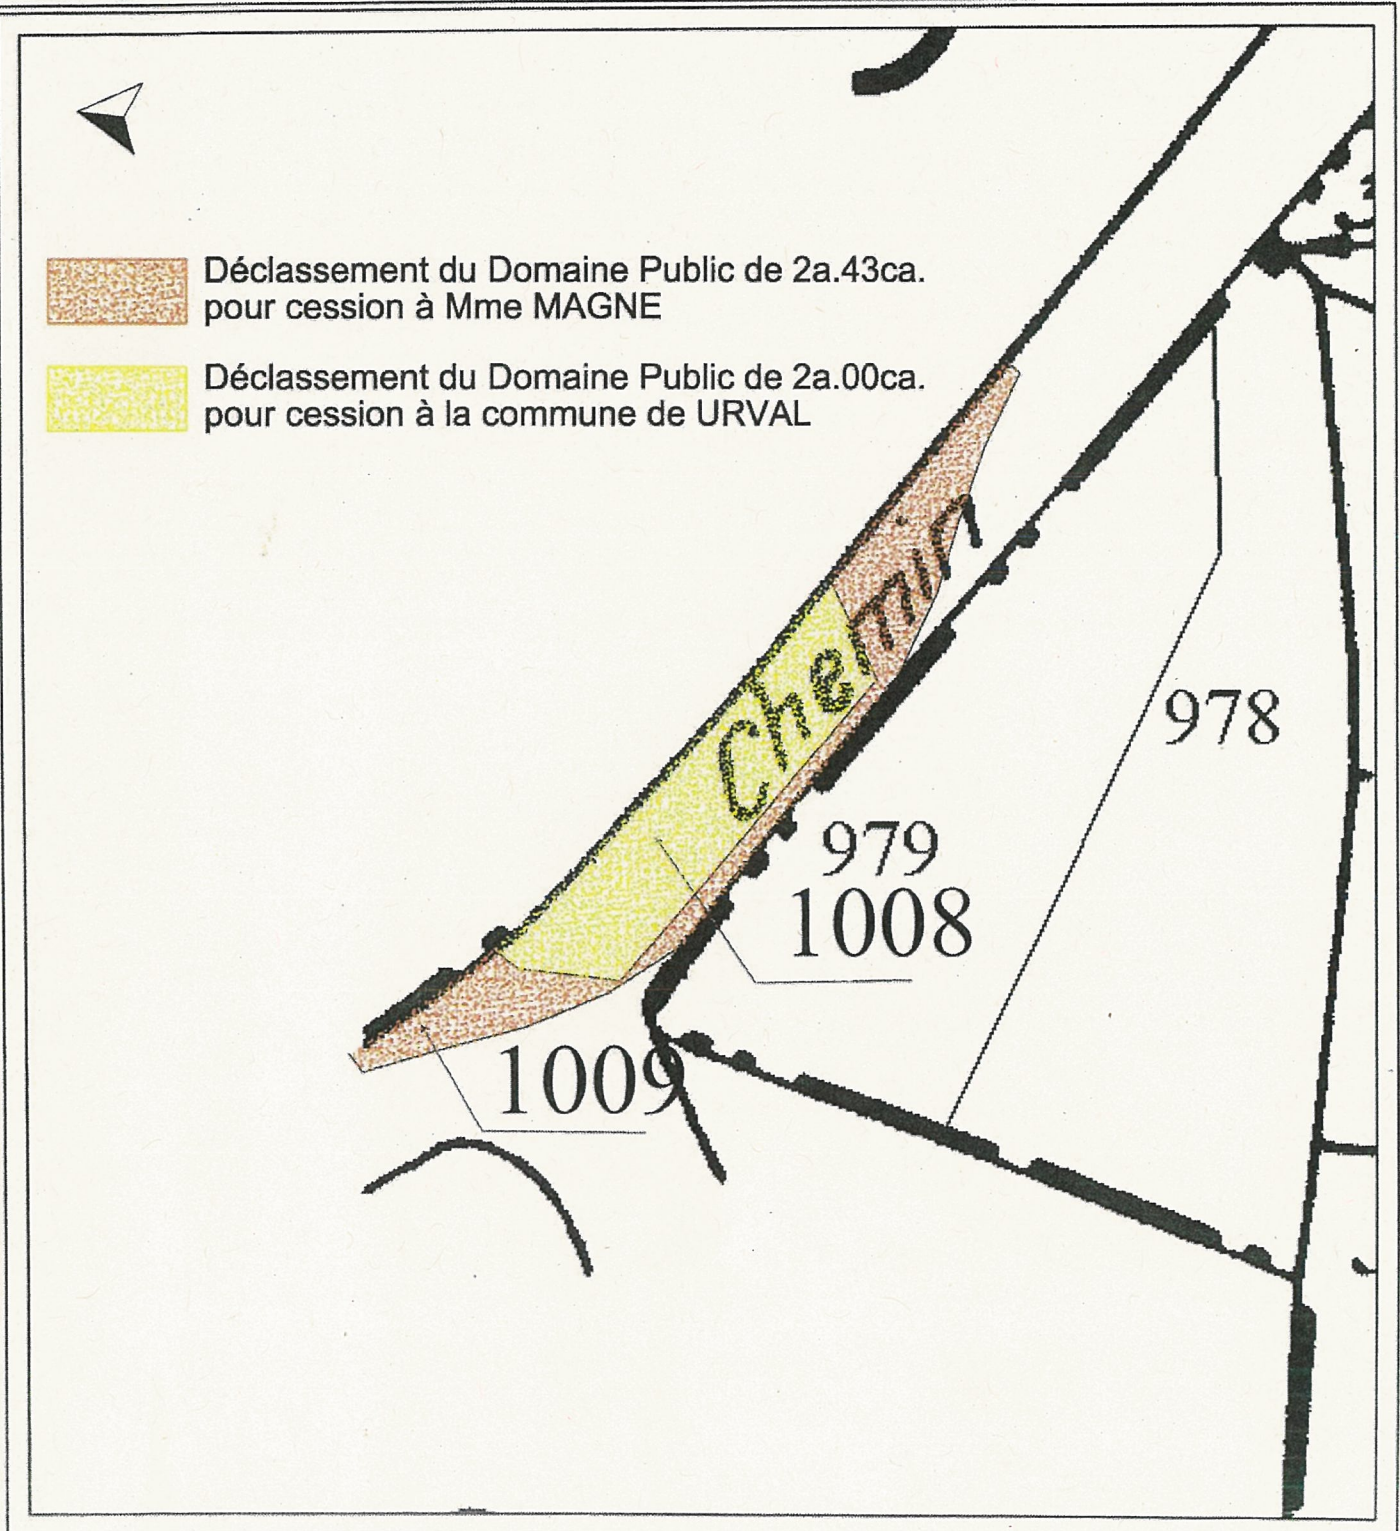 Déclassement du Domaine Public de 2a.43ca.
pour cession à Mme MAGNE
Déclassement du Domaine Public de 2a.00ca.
pour cession à la commune de URVAL
Chemin
978
979
1008
1009